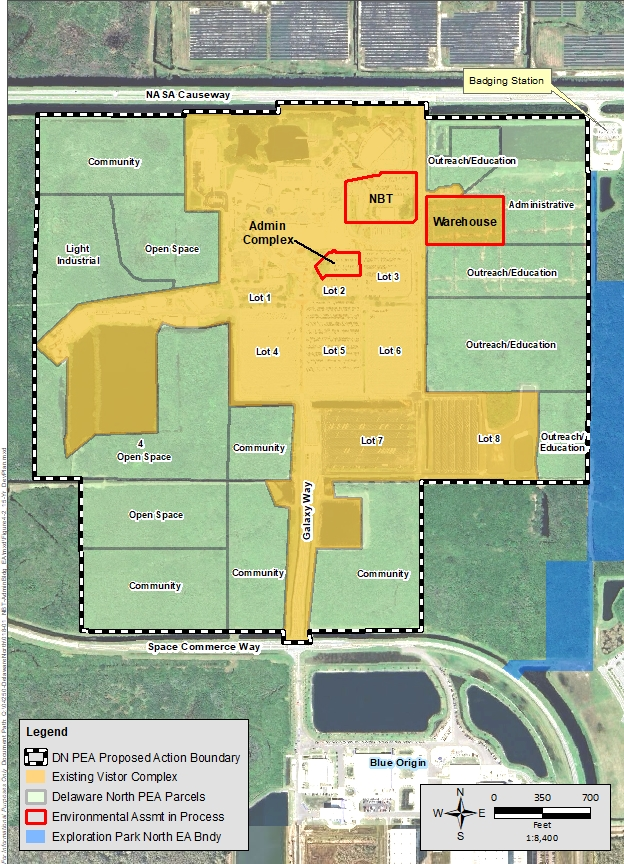 NASA Causeway
Badging Station
Community
Outreach/Education
NBT
Administrative
Warehouse
Admin
Complex
Light
Industrial
Open Space
Outreach/Education
Lot 1
Lot 2
Lot 3
Outreach/Education
Lot 4
Lot 5
Lot 6
4
Open Space
Community
Lot 7
Lot 8
Outreach/
Education
Galaxy Way
Open Space
Community
Community
Community
Space Commerce Way
Blue Origin
Legend
DN PEA Proposed Action Boundary
Existing Vistor Complex
Delaware North PEA Parcels
Environmental Assmt in Process
Exploration Park North EA Bndy
N
W
E
S
0 350 700
Feet
1:8,400
For Informational Purposes Only